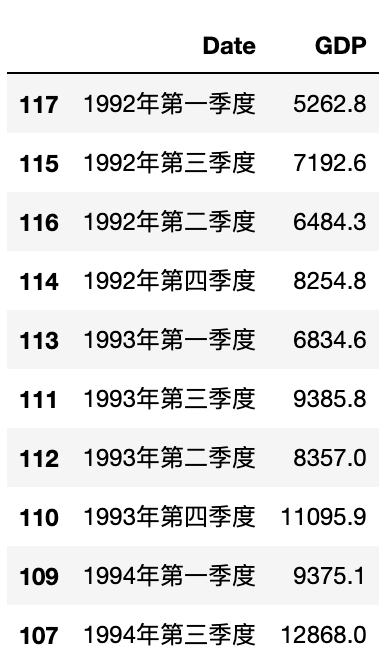 Date GDP
117 1992年第一季度 5262.8
115 1992年第三季度 7192.6
116 1992年第二季度 6484.3
114 1992年第四季度 8254.8
113 1993年第一季度 6834.6
111 1993年第三季度 9385.8
112 1993年第二季度 8357.0
110 1993年第四季度 11095.9
109 1994年第一季度 9375.1
107 1994年第三季度 12868.0